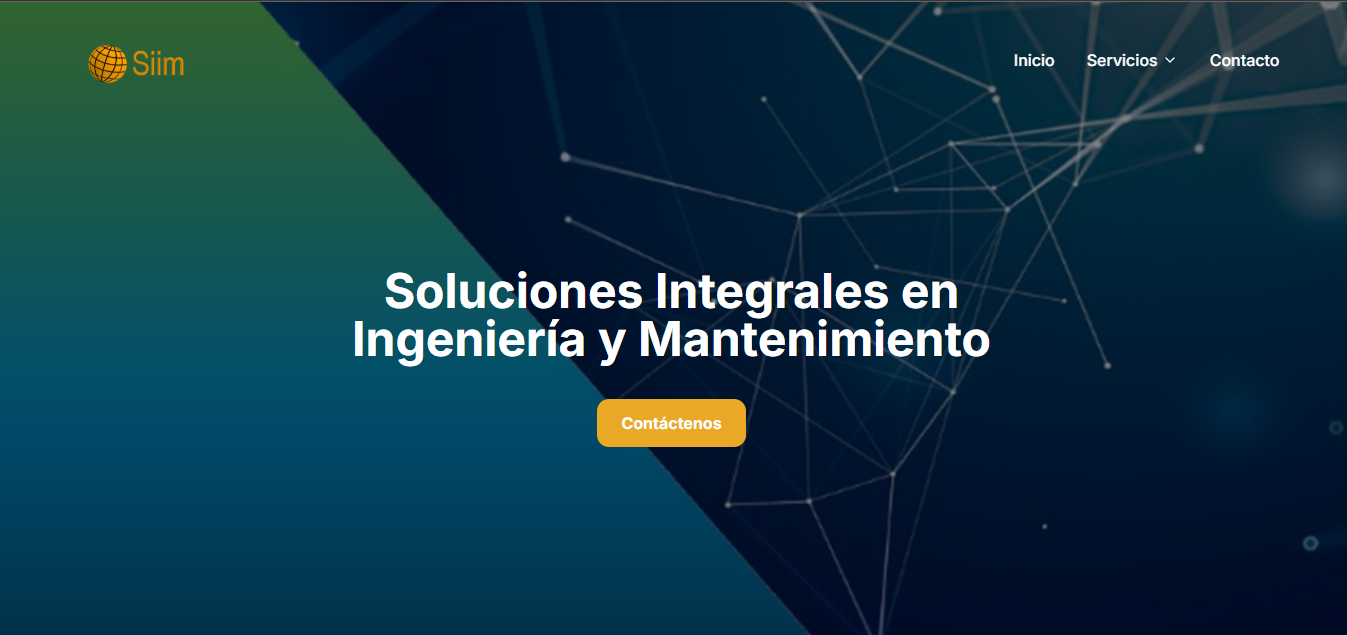 Siim
Inicio Servicios Contacto
Soluciones Integrales en
Ingeniería y Mantenimiento
Contáctenos